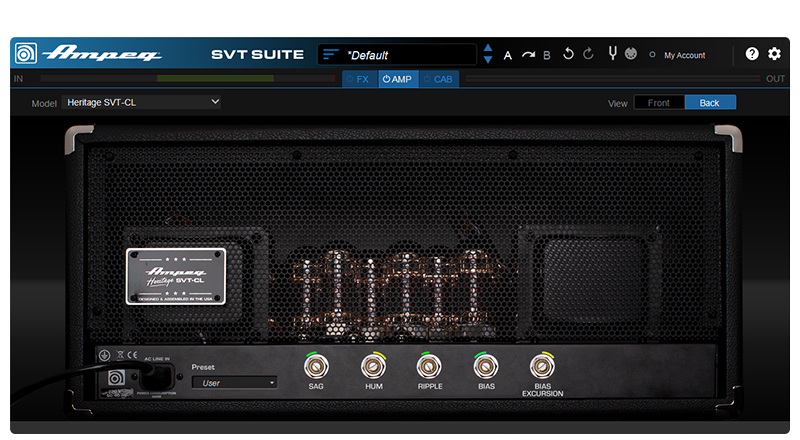 Ampeg SVT SUITE *Default A B My Account ?
IN FX AMP CAB OUT
Model Heritage SVT-CL View Front Back
Ampeg
Heritage SVT-CL
DESIGNED & ASSEMBLED IN THE USA
AC LINE IN
Preset
User
SAG HUM RIPPLE BIAS BIAS EXCURSION